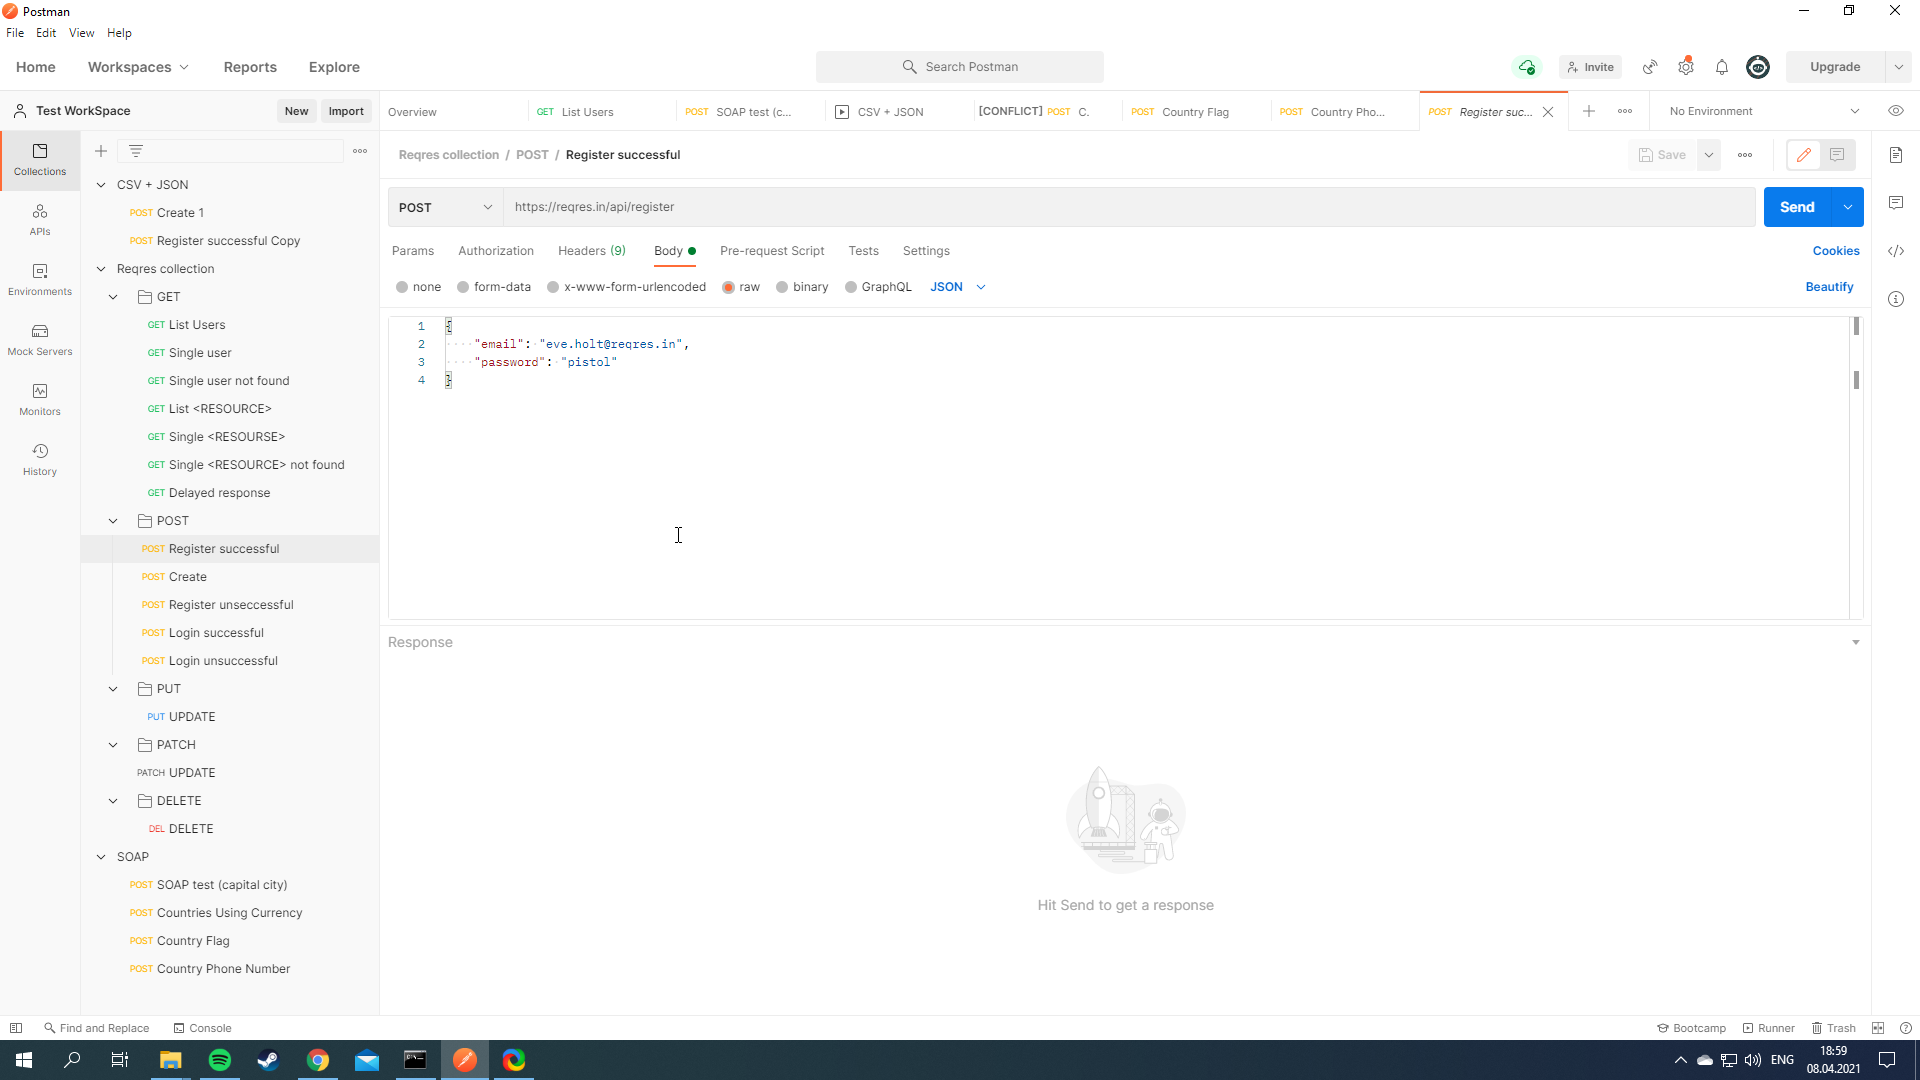 Postman
File Edit View Help
Home Workspaces Reports Explore Search Postman Invite Upgrade
Test WorkSpace New Import Overview GET List Users POST SOAP test (c... CSV + JSON [CONFLICT] POST C. POST Country Flag POST Country Pho... POST Register suc... No Environment
Reqres collection / POST / Register successful Save
POST https://reqres.in/api/register Send
Params Authorization Headers (9) Body Pre-request Script Tests Settings Cookies
none form-data x-www-form-urlencoded raw binary GraphQL JSON Beautify
1 {
2 "email": "eve.holt@reqres.in",
3 "password": "pistol"
4 }
Response
Hit Send to get a response
Collections
APIs
Environments
Mock Servers
Monitors
History
CSV + JSON
POST Create 1
POST Register successful Copy
Reqres collection
GET
GET List Users
GET Single user
GET Single user not found
GET List <RESOURCE>
GET Single <RESOURSE>
GET Single <RESOURCE> not found
GET Delayed response
POST
POST Register successful
POST Create
POST Register unseccessful
POST Login successful
POST Login unsuccessful
PUT
PUT UPDATE
PATCH
PATCH UPDATE
DELETE
DEL DELETE
SOAP
POST SOAP test (capital city)
POST Countries Using Currency
POST Country Flag
POST Country Phone Number
Find and Replace Console Bootcamp Runner Trash
ENG 18:59
08.04.2021